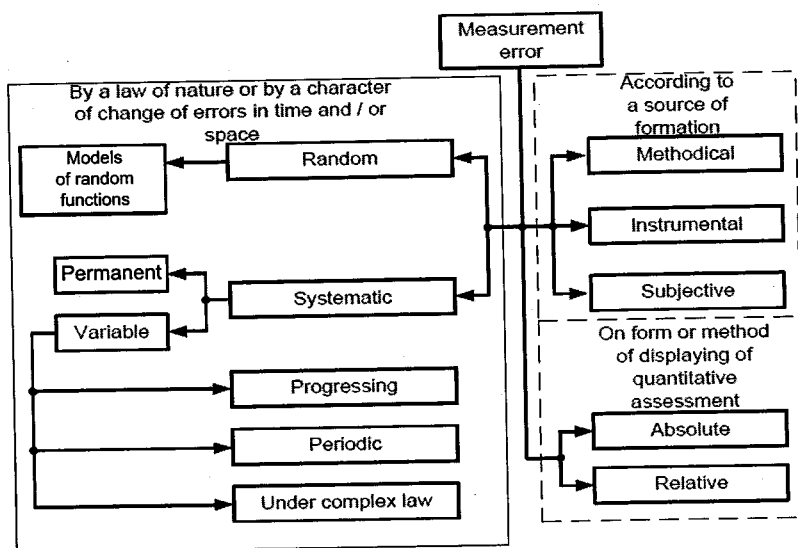 Measurement
error
By a law of nature or by a character
of change of errors in time and / or
space
Models
of random
functions
Random
Permanent
Systematic
Variable
Progressing
Periodic
Under complex law
According to
a source of
formation
Methodical
Instrumental
Subjective
On form or method
of displaying of
quantitative
assessment
Absolute
Relative